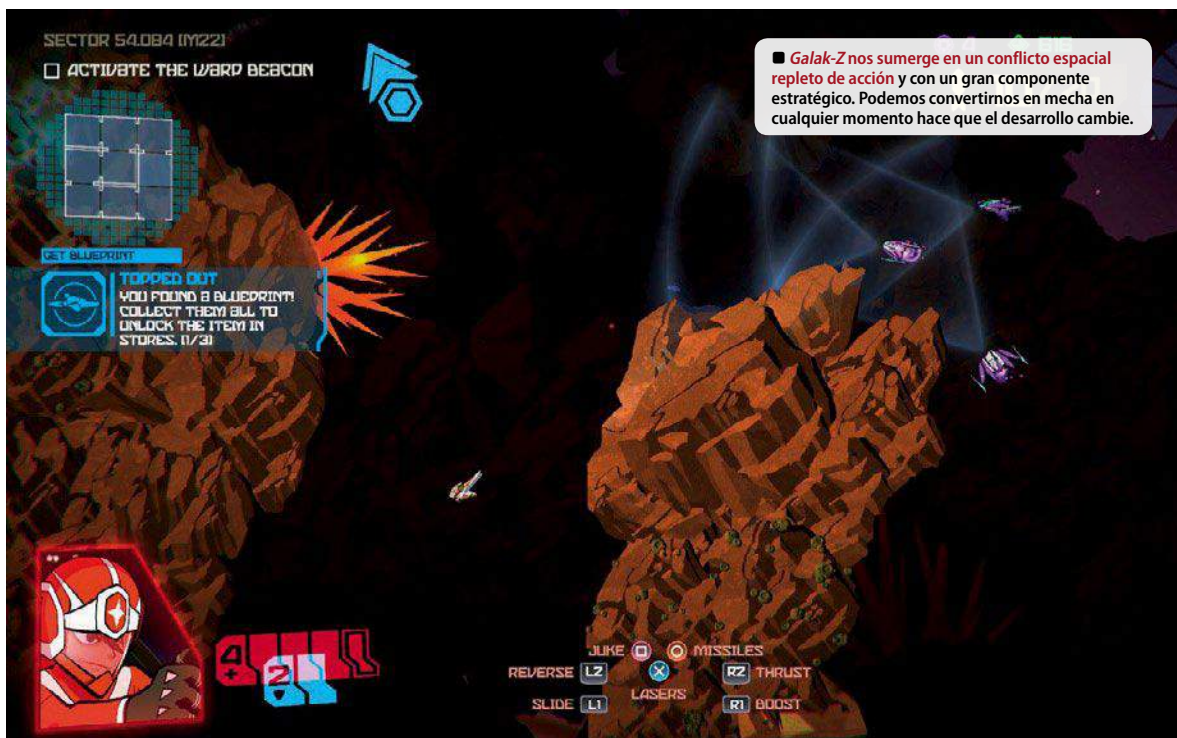 SECTOR 54.084 (M22)
ACTIVATE THE WARP BEACON
■ Galak-Z nos sumerge en un conflicto espacial
repleto de acción y con un gran componente
estratégico. Podemos convertirnos en mecha en
cualquier momento hace que el desarrollo cambie.
GET BLUEPRINT
TOPPED OUT
YOU FOUND A BLUEPRINT!
COLLECT THEM ALL TO
UNLOCK THE ITEM IN
STORES. (1/3)
4
+
2
JUKE MISSILES
REVERSE L2 R2 THRUST
LASERS
SLIDE L1 R1 BOOST